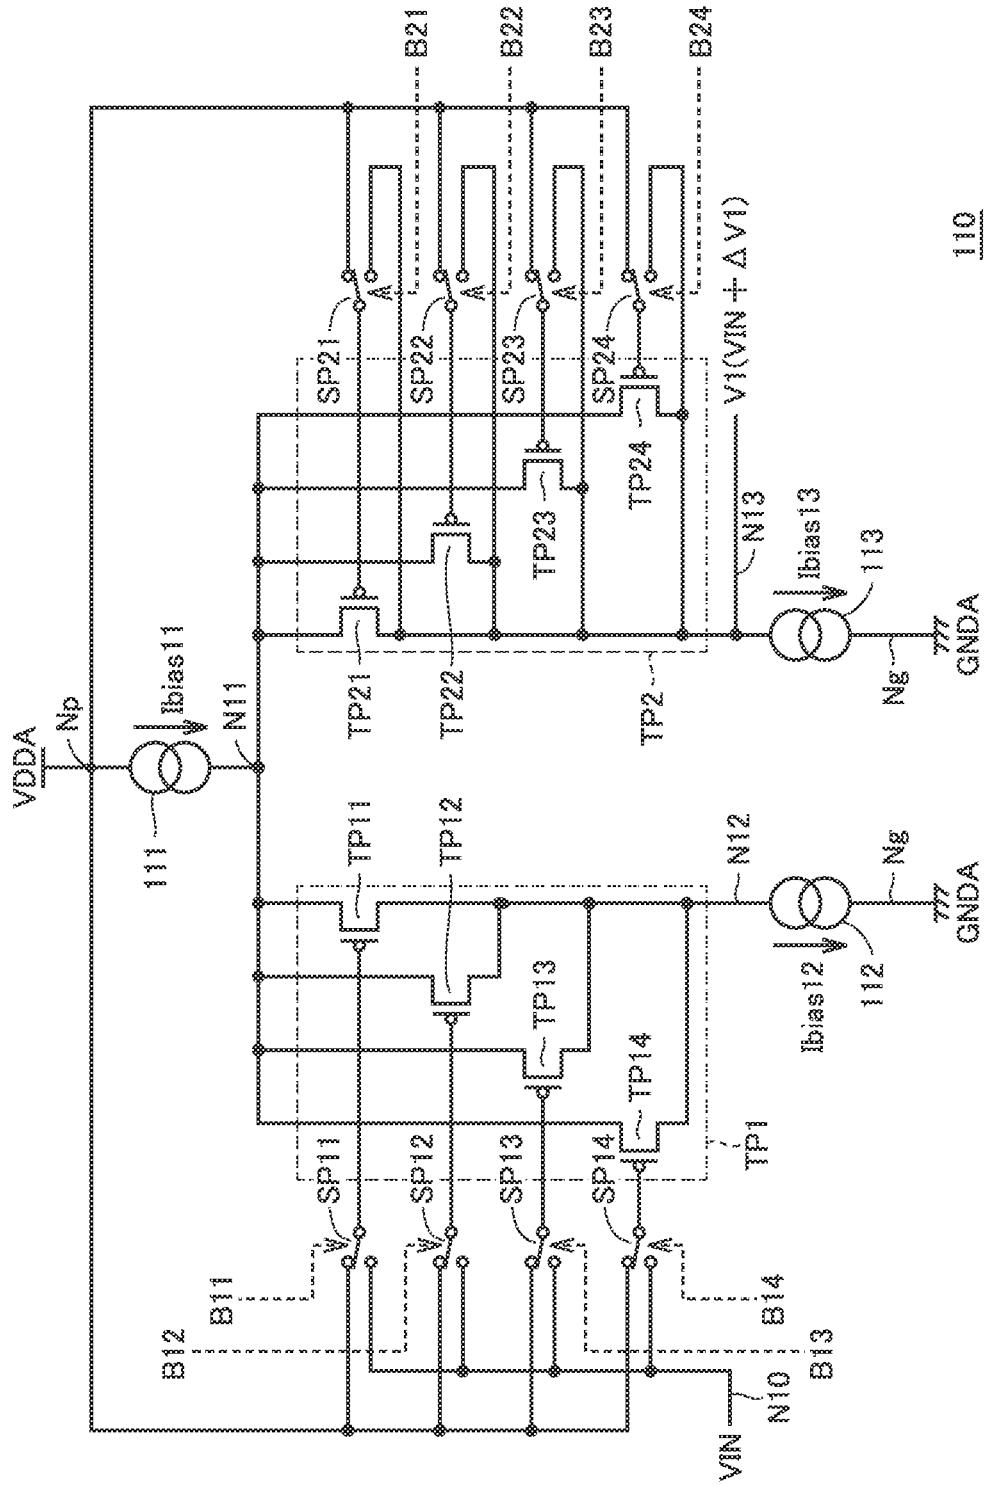 110
VDDA
Np
111
Ibias11
N11
B11
B12
B13
B14
SP11
SP12
SP13
SP14
TP11
TP12
TP13
TP14
TP1
VIN
N10
N12
Ibias12
112
Ng
GNDA
B21
B22
B23
B24
SP21
SP22
SP23
SP24
TP21
TP22
TP23
TP24
TP2
V1(VIN + Δ V1)
N13
Ibias13
113
Ng
GNDA